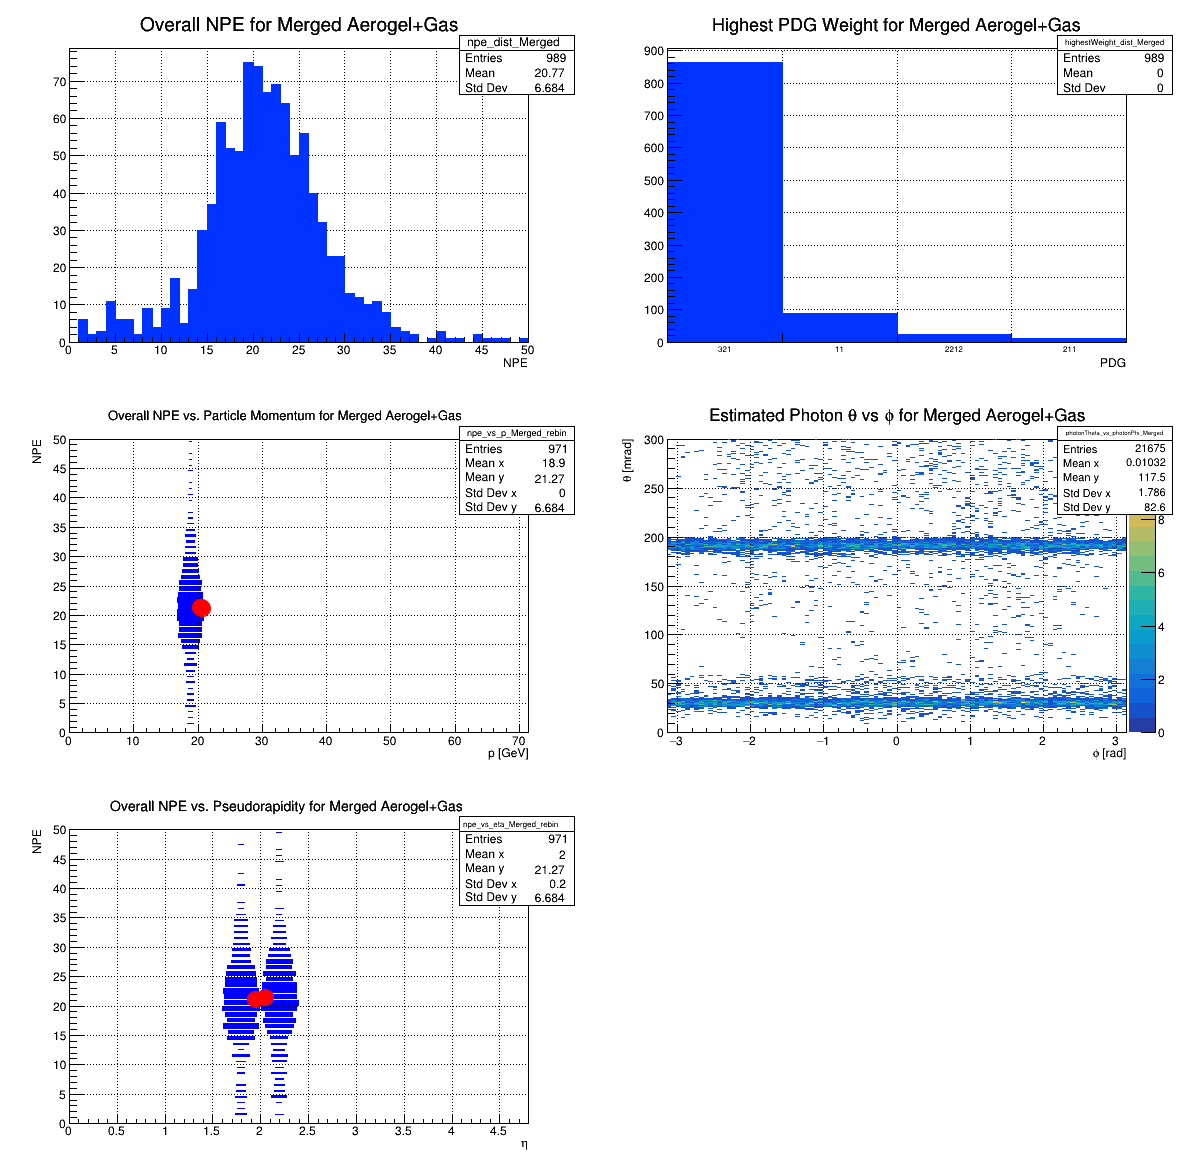 Overall NPE for Merged Aerogel+Gas
npe_dist_Merged
Entries 989
Mean 20.77
Std Dev 6.684
70
60
50
40
30
20
10
0
0 5 10 15 20 25 30 35 40 45 50
NPE
Highest PDG Weight for Merged Aerogel+Gas
highestWeight_dist_Merged
Entries 989
Mean 0
Std Dev 0
900
800
700
600
500
400
300
200
100
0
321 11 2212 211
PDG
Overall NPE vs. Particle Momentum for Merged Aerogel+Gas
npe_vs_p_Merged_rebin
Entries 971
Mean x 18.9
Mean y 21.27
Std Dev x 0
Std Dev y 6.684
NPE
50
45
40
35
30
25
20
15
10
5
0
0 10 20 30 40 50 60 70
p [GeV]
Estimated Photon θ vs ϕ for Merged Aerogel+Gas
photonTheta_vs_photonPhi_Merged
Entries 21675
Mean x 0.01032
Mean y 117.5
Std Dev x 1.786
Std Dev y 82.6
θ [mrad]
300
250
200
150
100
50
0
−3 −2 −1 0 1 2 3
ϕ [rad]
8
6
4
2
0
Overall NPE vs. Pseudorapidity for Merged Aerogel+Gas
npe_vs_eta_Merged_rebin
Entries 971
Mean x 2
Mean y 21.27
Std Dev x 0.2
Std Dev y 6.684
NPE
50
45
40
35
30
25
20
15
10
5
0
0 0.5 1 1.5 2 2.5 3 3.5 4 4.5
η